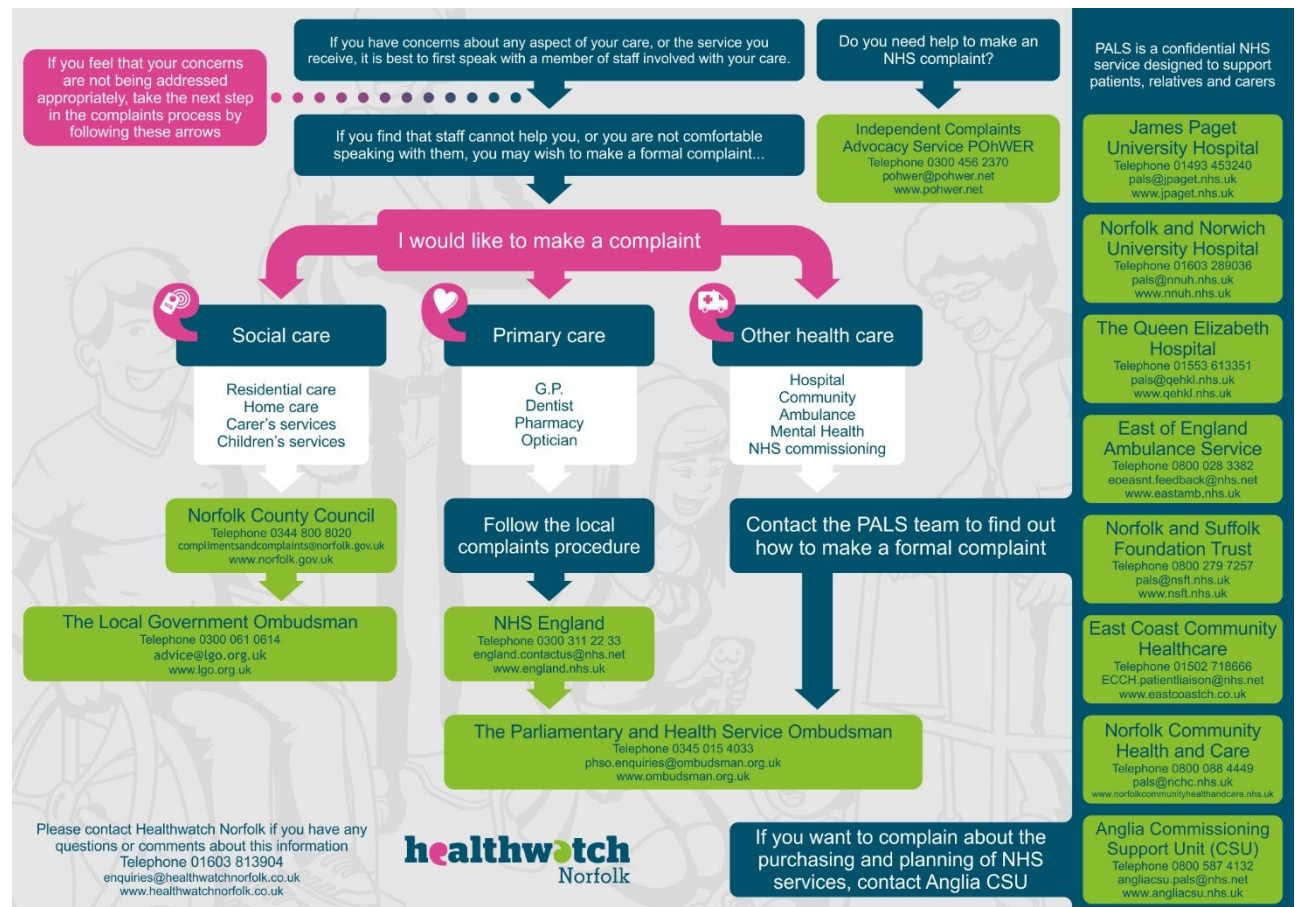 If you feel that your concerns
are not being addressed
appropriately, take the next step
in the complaints process by
following these arrows
If you have concerns about any aspect of your care, or the service you
receive, it is best to first speak with a member of staff involved with your care.
If you find that staff cannot help you, or you are not comfortable
speaking with them, you may wish to make a formal complaint...
Do you need help to make an
NHS complaint?
Independent Complaints
Advocacy Service POhWER
Telephone 0300 456 2370
pohwer@pohwer.net
www.pohwer.net
I would like to make a complaint
Social care
Residential care
Home care
Carer's services
Children's services
Norfolk County Council
Telephone 0344 800 8020
complimentsandcomplaints@norfolk.gov.uk
www.norfolk.gov.uk
The Local Government Ombudsman
Telephone 0300 061 0614
advice@lgo.org.uk
www.lgo.org.uk
Primary care
G.P.
Dentist
Pharmacy
Optician
Follow the local
complaints procedure
NHS England
Telephone 0300 311 22 33
england.contactus@nhs.net
www.england.nhs.uk
Other health care
Hospital
Community
Ambulance
Mental Health
NHS commissioning
Contact the PALS team to find out
how to make a formal complaint
The Parliamentary and Health Service Ombudsman
Telephone 0345 015 4033
phso.enquiries@ombudsman.org.uk
www.ombudsman.org.uk
Please contact Healthwatch Norfolk if you have any
questions or comments about this information
Telephone 01603 813904
enquiries@healthwatchnorfolk.co.uk
www.healthwatchnorfolk.co.uk
healthwatch
Norfolk
If you want to complain about the
purchasing and planning of NHS
services, contact Anglia CSU
PALS is a confidential NHS
service designed to support
patients, relatives and carers
James Paget
University Hospital
Telephone 01493 453240
pals@jpaget.nhs.uk
www.jpaget.nhs.uk
Norfolk and Norwich
University Hospital
Telephone 01603 289036
pals@nnuh.nhs.uk
www.nnuh.nhs.uk
The Queen Elizabeth
Hospital
Telephone 01553 613351
pals@qehkl.nhs.uk
www.qehkl.nhs.uk
East of England
Ambulance Service
Telephone 0800 028 3382
eoeasnt.feedback@nhs.net
www.eastamb.nhs.uk
Norfolk and Suffolk
Foundation Trust
Telephone 0800 279 7257
pals@nsft.nhs.uk
www.nsft.nhs.uk
East Coast Community
Healthcare
Telephone 01502 718666
ECCH.patientliaison@nhs.net
www.eastcoastch.co.uk
Norfolk Community
Health and Care
Telephone 0800 088 4449
pals@nchc.nhs.uk
www.norfolkcommunityhealthandcare.nhs.uk
Anglia Commissioning
Support Unit (CSU)
Telephone 0800 587 4132
angliacsu.pals@nhs.net
www.angliacsu.nhs.uk